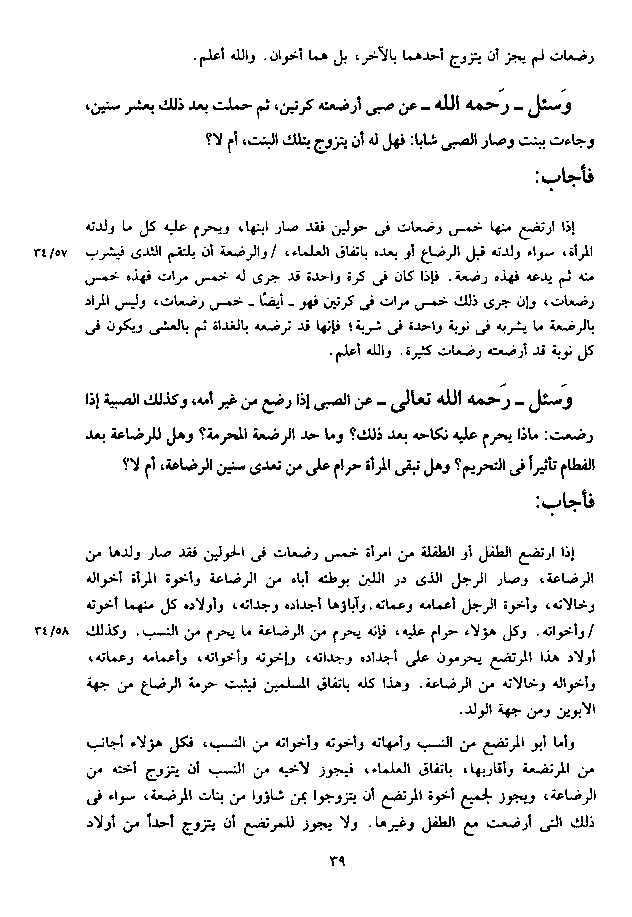 رضعات لم يجز أن يتزوج أحدهما بالآخر، بل هما أخوان. والله أعلم.
وَسئل ـ رَحمه الله ـ عن صبى أرضعته كرتين، ثم حملت بعد ذلك بعشر سنين،
وجاءت ببنت وصار الصبى شابا: فهل له أن يتزوج بتلك البنت، أم لا؟
فأجاب:
إذا ارتضع منها خمس رضعات فى حولين فقد صار ابنها، ويحرم عليه كل ما ولدته
المرأة، سواء ولدته قبل الرضاع أو بعده باتفاق العلماء، / والرضعة أن يلتقم الثدى فيشرب
٣٤/٥٧
منه ثم يدعه فهذه رضعة. فإذا كان فى كرة واحدة قد جرى له خمس مرات فهذه خمس
رضعات، وإن جرى ذلك خمس مرات فى كرتين فهو ـ أيضًا ـ خمس رضعات، وليس المراد
بالرضعة ما يشربه فى نوبة واحدة فى شربة؛ فإنها قد ترضعه بالغداة ثم بالعشى ويكون فى
كل نوبة قد أرضعته رضعات كثيرة. والله أعلم.
وَسئل ـ رَحمه الله تعالى ـ عن الصبى إذا رضع من غير أمه، وكذلك الصبية إذا
رضعت: ماذا يحرم عليه نكاحه بعد ذلك؟ وما حد الرضعة المحرمة؟ وهل للرضاعة بعد
الفطام تأثيراً فى التحريم؟ وهل تبقى المرأة حرام على من تعدى سنين الرضاعة، أم لا؟
فأجاب:
إذا ارتضع الطفل أو الطفلة من امرأة خمس رضعات فى الحولين فقد صار ولدها من
الرضاعة، وصار الرجل الذى در اللبن بوطئه أباه من الرضاعة وأخوة المرأة أخواله
وخالاته، وأخوة الرجل أعمامه وعماته. وآباؤها أجداده وجداته، وأولاده كل منهما أخوته
/ وأخواته. وكل هؤلاء حرام عليه، فإنه يحرم من الرضاعة ما يحرم من النسب. وكذلك
٣٤/٥٨
أولاد هذا المرتضع يحرمون على أجداده وجداته، وإخوته وأخواته، وأعمامه وعماته،
وأخواله وخالاته من الرضاعة. وهذا كله باتفاق المسلمين فيثبت حرمة الرضاع من جهة
الأبوين ومن جهة الولد.
وأما أبو المرتضع من النسب وأمهاته وأخوته وأخواته من النسب، فكل هؤلاء أجانب
من المرتضعة وأقاربها، باتفاق العلماء، فيجوز لأخيه من النسب أن يتزوج أخته من
الرضاعة، ويجوز لجميع أخوة المرتضع أن يتزوجوا بمن شاؤوا من بنات المرضعة، سواء فى
ذلك التى أرضعت مع الطفل وغيرها. ولا يجوز للمرتضع أن يتزوج أحداً من أولاد
٣٩